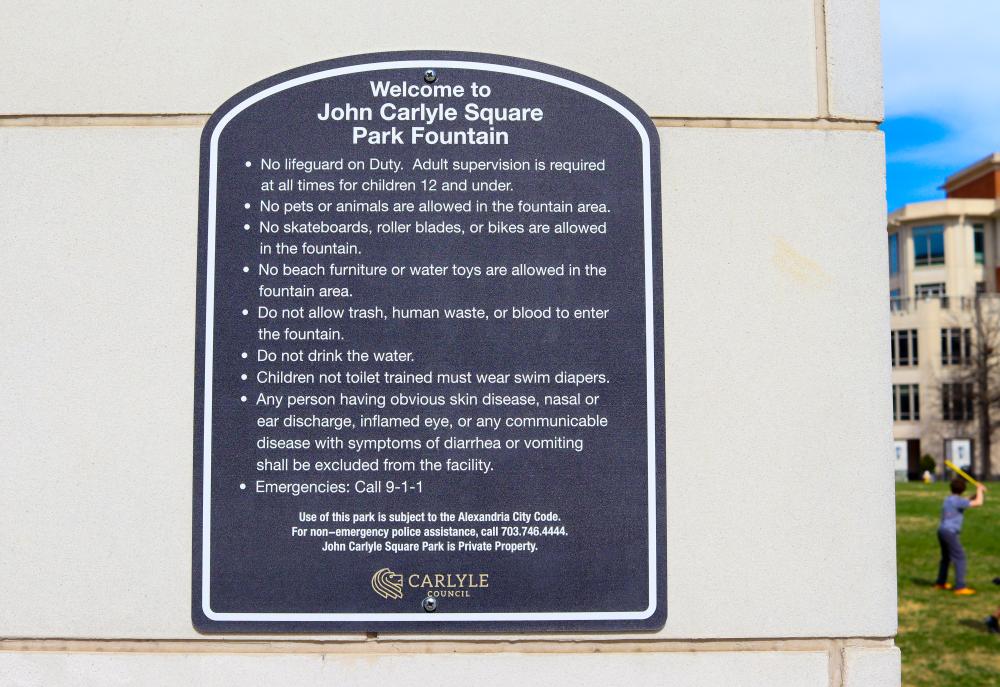 Welcome to
John Carlyle Square
Park Fountain
• No lifeguard on Duty.  Adult supervision is required
at all times for children 12 and under.
• No pets or animals are allowed in the fountain area.
• No skateboards, roller blades, or bikes are allowed
in the fountain.
• No beach furniture or water toys are allowed in the
fountain area.
• Do not allow trash, human waste, or blood to enter
the fountain.
• Do not drink the water.
• Children not toilet trained must wear swim diapers.
• Any person having obvious skin disease, nasal or
ear discharge, inflamed eye, or any communicable
disease with symptoms of diarrhea or vomiting
shall be excluded from the facility.
• Emergencies: Call 9-1-1
Use of this park is subject to the Alexandria City Code.
For non–emergency police assistance, call 703.746.4444.
John Carlyle Square Park is Private Property.
CARLYLE
COUNCIL